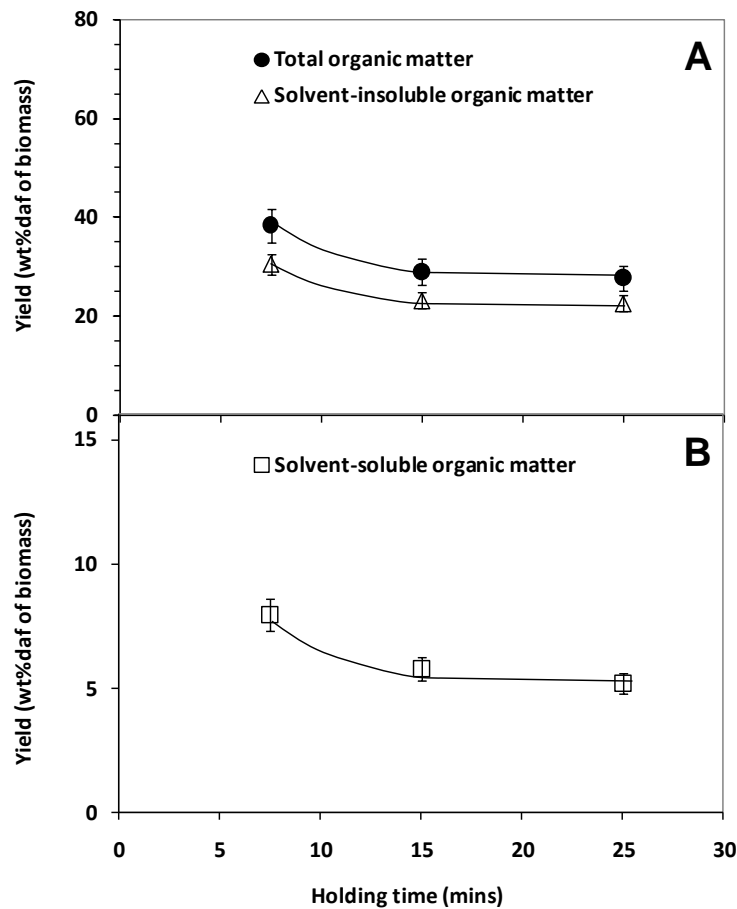 80
A
Total organic matter
Solvent-insoluble organic matter
60
40
20
0
Yield (wt%daf of biomass)
15
B
Solvent-soluble organic matter
10
5
0
Yield (wt%daf of biomass)
0 5 10 15 20 25 30
Holding time (mins)